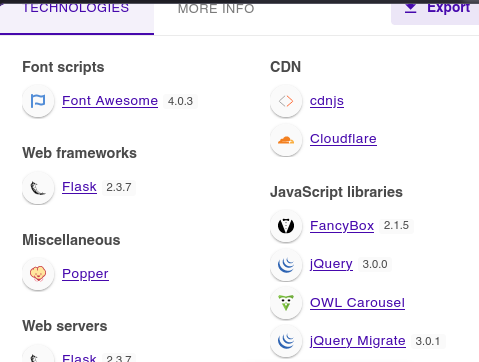 TECHNOLOGIES
MORE INFO
Export
Font scripts
Font Awesome 4.0.3
Web frameworks
Flask 2.3.7
Miscellaneous
Popper
Web servers
Flask 2.3.7
CDN
cdnjs
Cloudflare
JavaScript libraries
FancyBox 2.1.5
jQuery 3.0.0
OWL Carousel
jQuery Migrate 3.0.1